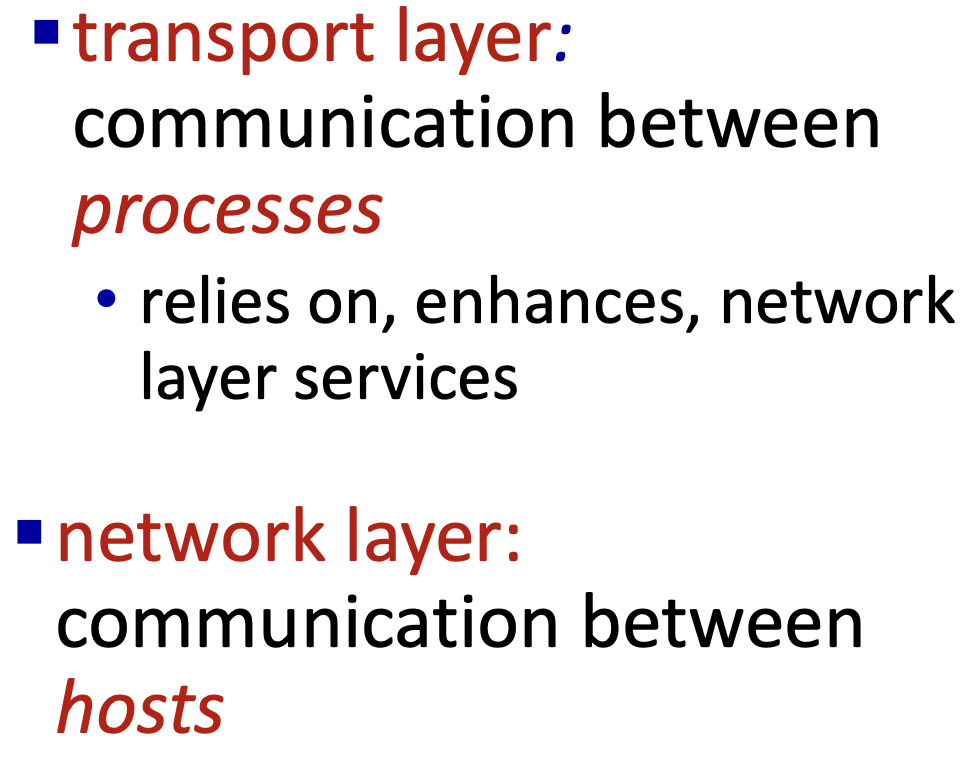 ▪ transport layer:
communication between
processes
• relies on, enhances, network
layer services
▪ network layer:
communication between
hosts